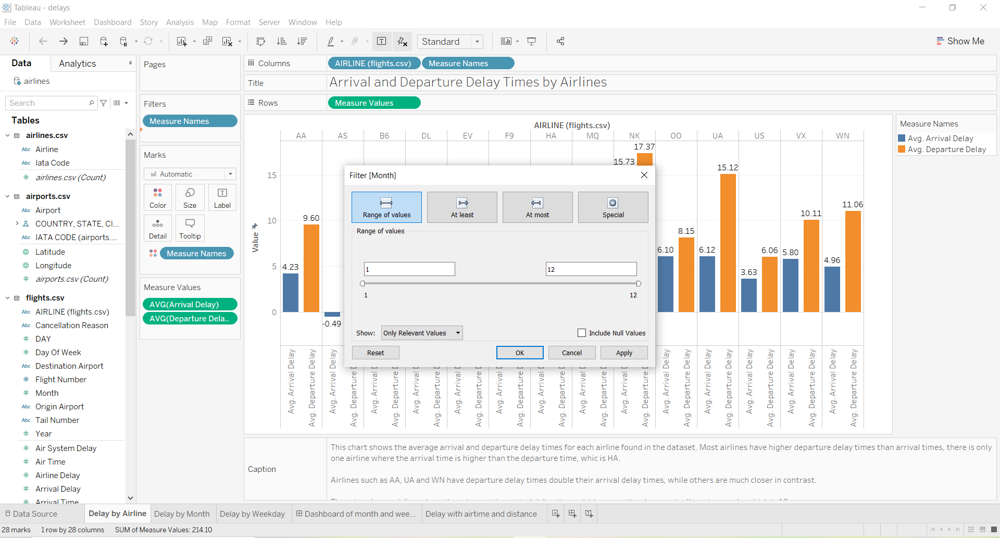 Tableau - delays
File Data Worksheet Dashboard Story Analysis Map Format Server Window Help
Standard
Show Me
Data Analytics
airlines
Search
Tables
airlines.csv
Abc Airline
Abc Iata Code
# airlines.csv (Count)
airports.csv
Abc Airport
COUNTRY, STATE, CI...
Abc IATA CODE (airports....
Latitude
Longitude
# airports.csv (Count)
flights.csv
Abc AIRLINE (flights.csv)
Abc Cancellation Reason
# DAY
# Day Of Week
Abc Destination Airport
# Flight Number
# Month
Abc Origin Airport
Abc Tail Number
# Year
# Air System Delay
# Air Time
# Airline Delay
# Arrival Delay
# Arrival Time
Pages
Filters
Measure Names
Marks
Automatic
Color Size Label
Detail Tooltip
Measure Names
Measure Values
AVG(Arrival Delay)
AVG(Departure Dela..
Columns AIRLINE (flights.csv) Measure Names
Title Arrival and Departure Delay Times by Airlines
Rows Measure Values
AIRLINE (flights.csv)
AA AS B6 DL EV F9 HA MQ NK OO UA US VX WN
Value
15
10
5
0
4.23
9.60
-0.49
15.73
17.37
6.10
8.15
6.12
15.12
3.63
6.06
5.80
10.11
4.96
11.06
Avg. Arrival Delay
Avg. Departure Delay
Avg. Arrival Delay
Avg. Departure D
Avg. Arrival Del
Avg. Departure D
Avg. Arrival Del
Avg. Departure D
Avg. Arrival Del
Avg. Departure D
Avg. Arrival Del
Avg. Departure D
Avg. Arrival Del
Avg. Departure D
Avg. Arrival Del
Avg. Departure D
Avg. Arrival Del
Avg. Departure D
Avg. Arrival Delay
Avg. Departure Delay
Avg. Arrival Delay
Avg. Departure Delay
Avg. Arrival Delay
Avg. Departure Delay
Avg. Arrival Delay
Avg. Departure Delay
Avg. Arrival Delay
Avg. Departure Delay
Filter [Month]
Range of values At least At most Special
Range of values
1 12
1 12
Show: Only Relevant Values Include Null Values
Reset OK Cancel Apply
Measure Names
Avg. Arrival Delay
Avg. Departure Delay
Caption
This chart shows the average arrival and departure delay times for each airline found in the dataset. Most airlines have higher departure delay times than arrival times, there is only
one airline where the arrival time is higher than the departure time, whic is HA.
Airlines such as AA, UA and WN have departure delay times double their arrival delay times, while others are much closer in contrast.
Data Source Delay by Airline Delay by Month Delay by Weekday Dashboard of month and wee... Delay with airtime and distance
28 marks 1 row by 28 columns SUM of Measure Values: 214.10